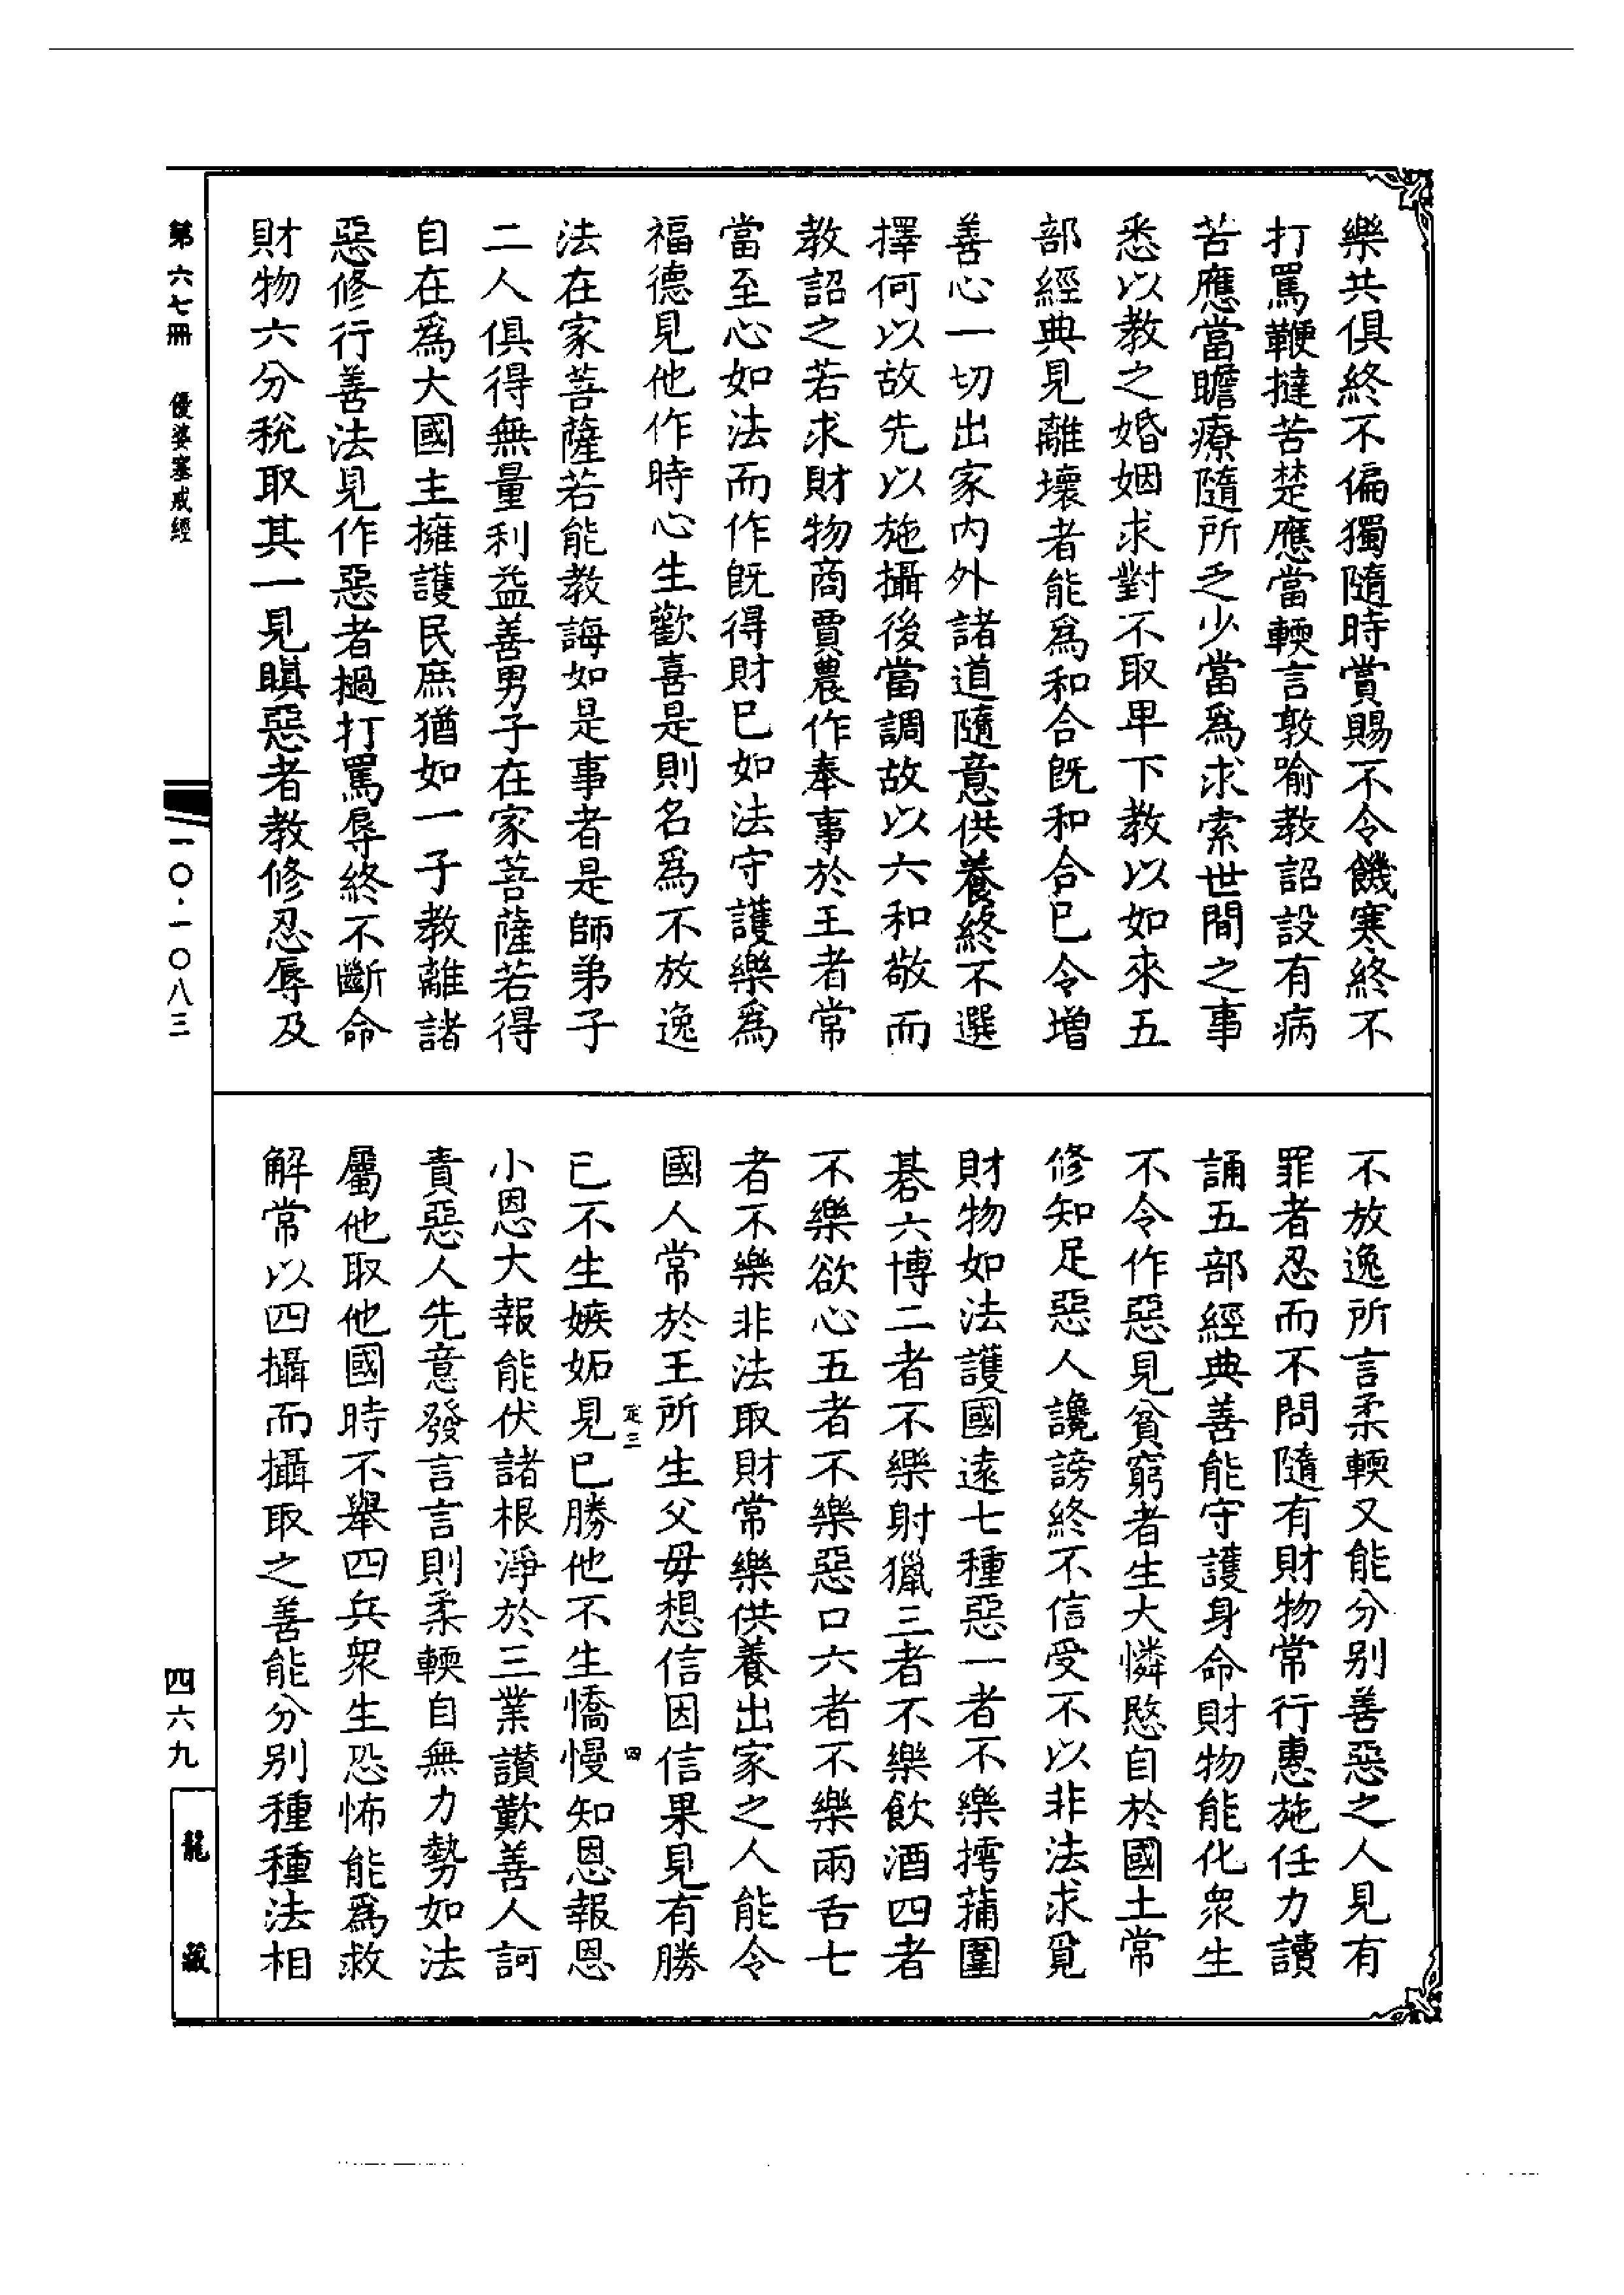 樂共俱終不偏獨隨時賞賜不令饑寒終不
打罵鞭撻苦楚應當輭言敦喻教詔設有病
苦應當瞻療隨所乏少當爲求索世間之事
悉以教之婚姻求對不取卑下教以如來五
部經典見離壞者能爲和合旣和合已令增
善心一切出家內外諸道隨意供養終不選
擇何以故先以施攝後當調故以六和敬而
教詔之若求財物商賈農作奉事於王者常
當至心如法而作旣得財已如法守護樂爲
福德見他作時心生歡喜是則名爲不放逸
法在家菩薩若能教誨如是事者是師弟子
二人俱得無量利益善男子在家菩薩若得
自在爲大國主擁護民庶猶如一子教離諸
惡修行善法見作惡者撾打罵辱終不斷命
財物六分稅取其一見瞋惡者教修忍辱及
不放逸所言柔輭又能分別善惡之人見有
罪者忍而不問隨有財物常行惠施任力讀
誦五部經典善能守護身命財物能化衆生
不令作惡見貧窮者生大憐愍自於國土常
修知足惡人讒謗終不信受不以非法求覓
財物如法護國遠七種惡一者不樂摴蒱圍
碁六博二者不樂射獵三者不樂飲酒四者
不樂欲心五者不樂惡口六者不樂兩舌七
者不樂非法取財常樂供養出家之人能令
國人常於王所生父母想信因信果見有勝
定三 四
已不生嫉妬見已勝他不生憍慢知恩報恩
小恩大報能伏諸根淨於三業讚歎善人訶
責惡人先意發言言則柔輭自無力勢如法
屬他取他國時不舉四兵衆生恐怖能爲救
解常以四攝而攝取之善能分別種種法相
第六七冊 優婆塞戒經
一〇·一〇八三
四六九
龍藏